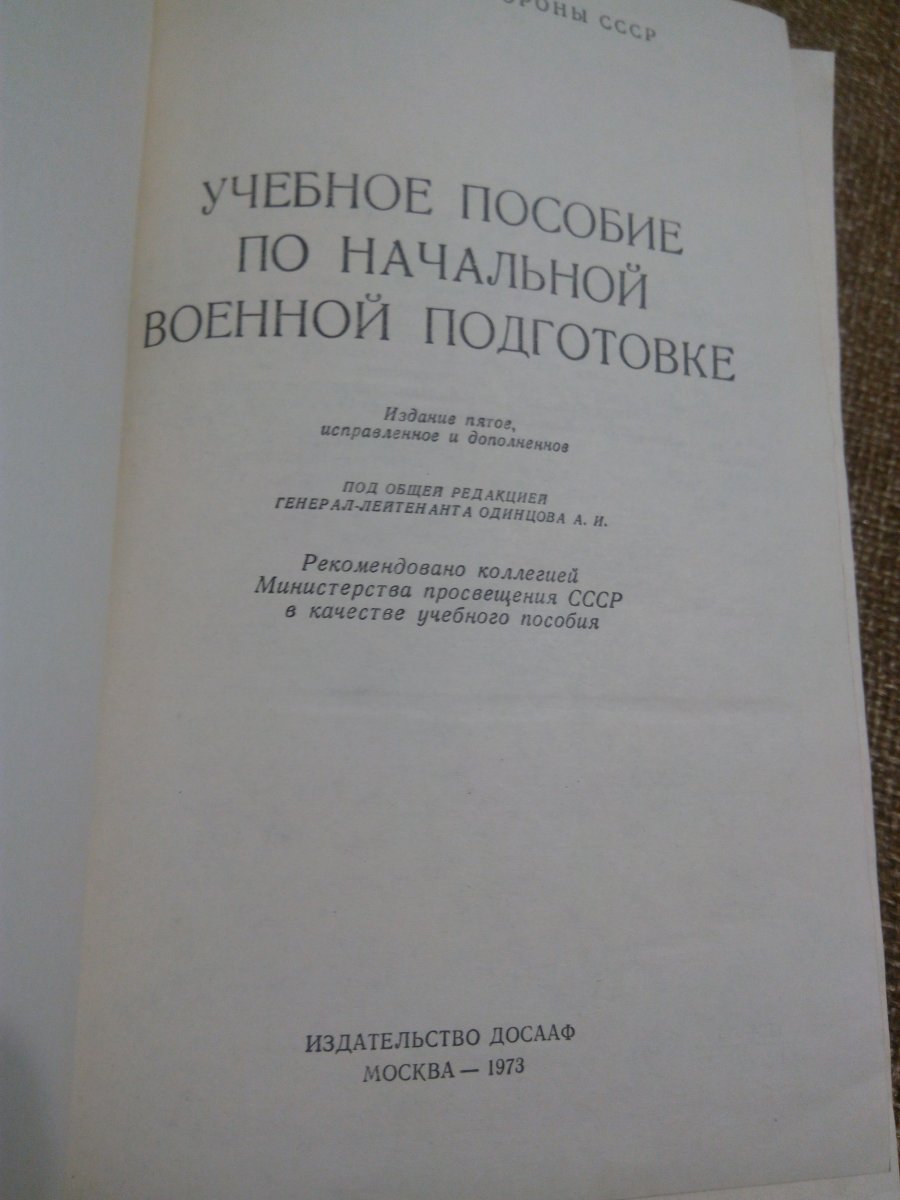 СССР
УЧЕБНОЕ ПОСОБИЕ
ПО НАЧАЛЬНОЙ
ВОЕННОЙ ПОДГОТОВКЕ
Издание пятое,
исправленное и дополненное
ПОД ОБЩЕЙ РЕДАКЦИЕЙ
ГЕНЕРАЛ-ЛЕЙТЕНАНТА ОДИНЦОВА А. И.
Рекомендовано коллегией
Министерства просвещения СССР
в качестве учебного пособия
ИЗДАТЕЛЬСТВО ДОСААФ
МОСКВА — 1973